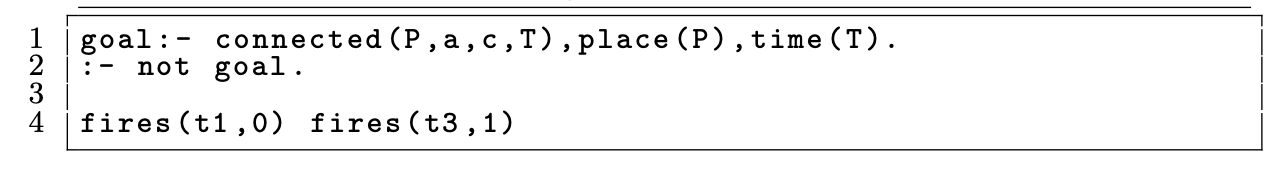 1 goal:- connected(P,a,c,T),place(P),time(T).
2 :- not goal.
3
4 fires(t1,0) fires(t3,1)